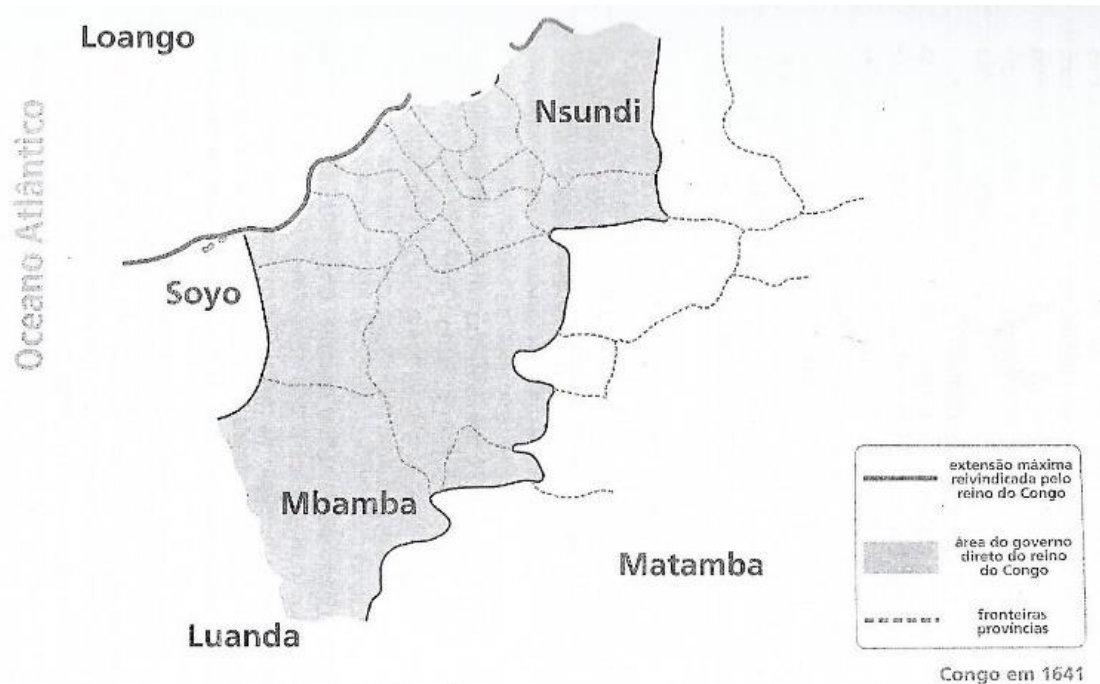 Loango
Oceano Atlântico
Nsundi
Soyo
Mbamba
Matamba
Luanda
extensão máxima
reivindicada pelo
reino do Congo
área do governo
direto do reino
do Congo
fronteiras
províncias
Congo em 1641